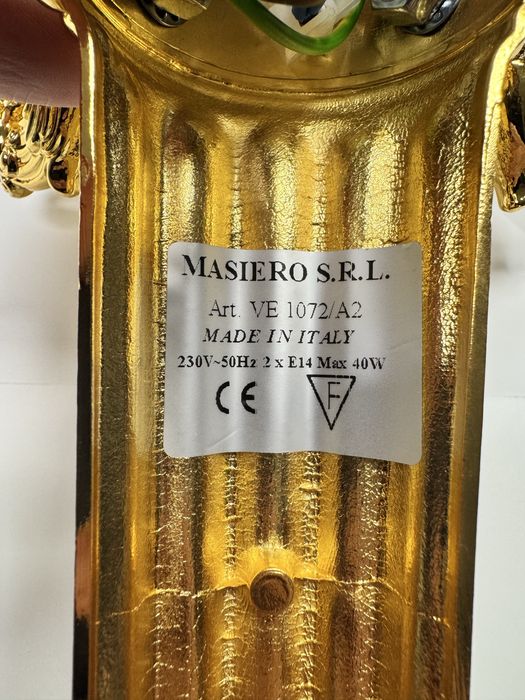 MASIERO S.R.L.
Art. VE 1072/A2
MADE IN ITALY
230V~50Hz 2 x E14 Max 40W
CE F